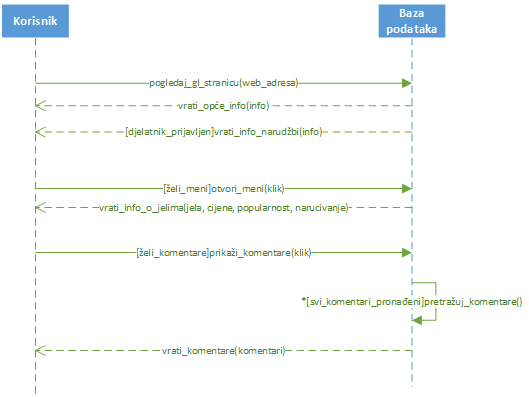 Korisnik
Baza
podataka
pogledaj_gl_stranicu(web_adresa)
vrati_opće_info(info)
[djelatnik_prijavljen]vrati_info_narudžbi(info)
[želi_meni]otvori_meni(klik)
vrati_info_o_jelima(jela, cijene, popularnost, narucivanje)
[želi_komentare]prikaži_komentare(klik)
*[svi_komentari_pronađeni]pretražuj_komentare()
vrati_komentare(komentari)